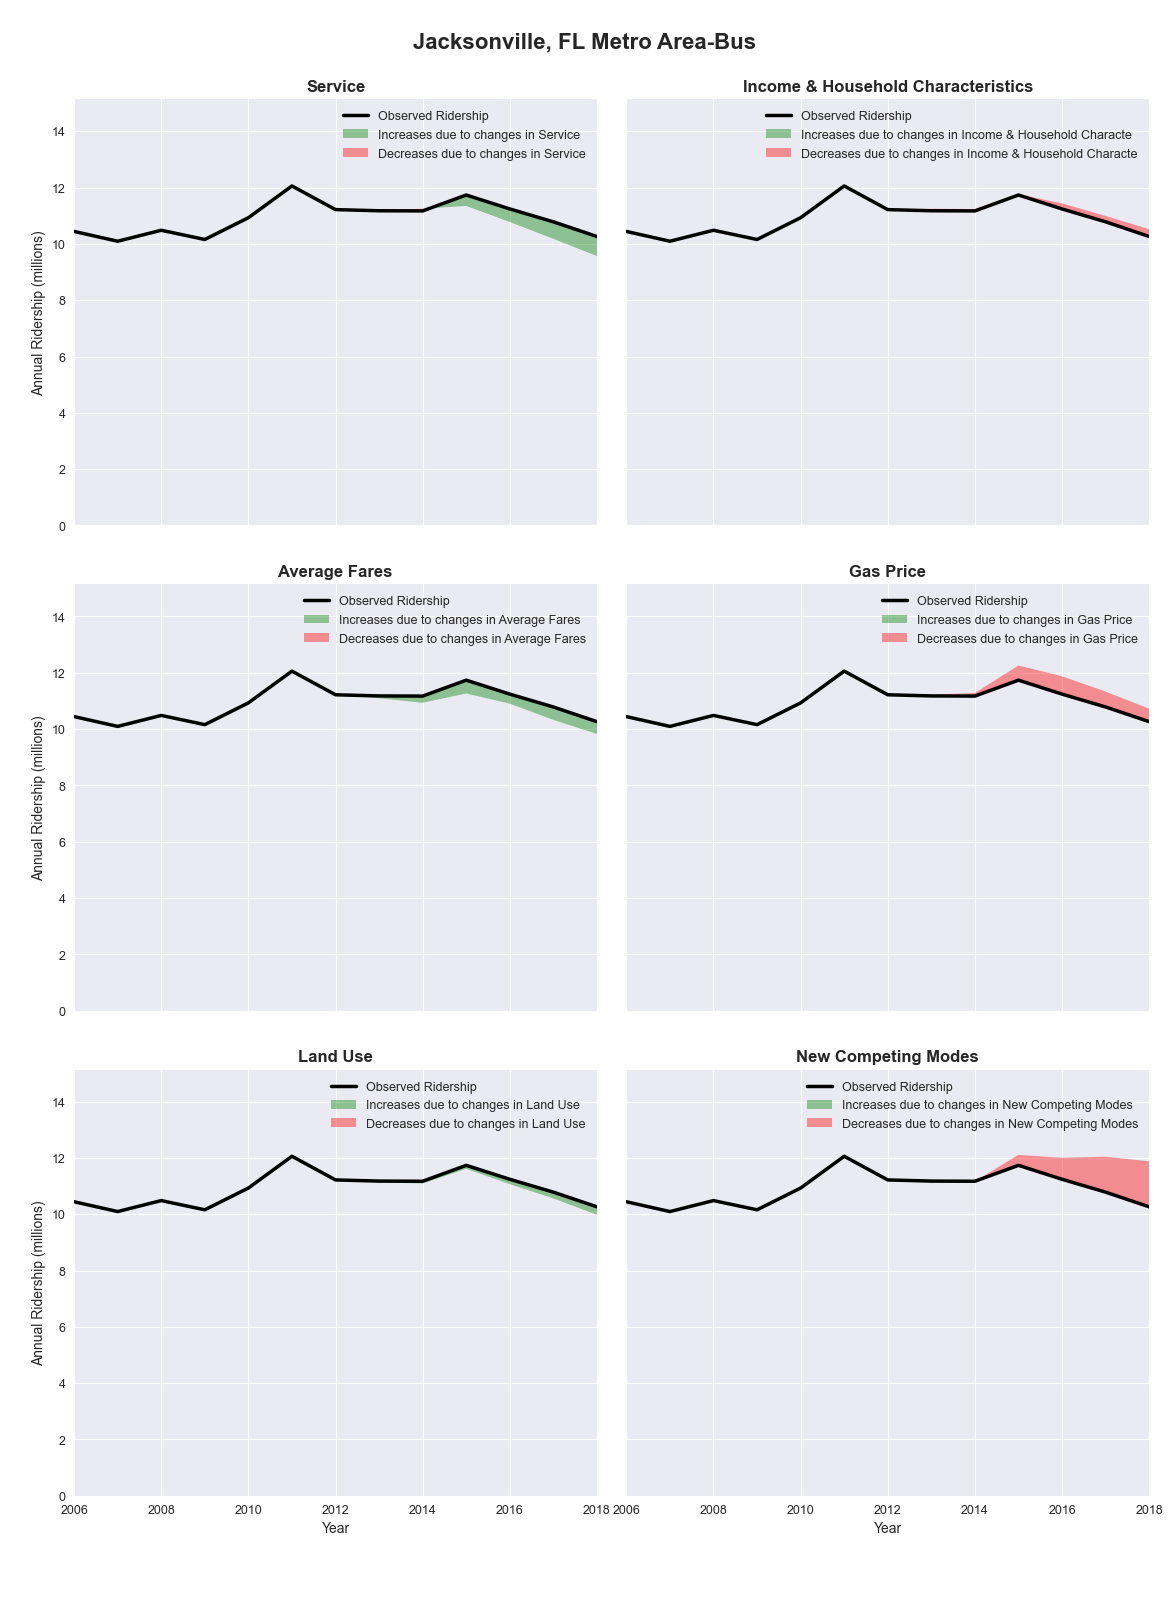 Jacksonville, FL Metro Area-Bus
Service
Observed Ridership
Increases due to changes in Service
Decreases due to changes in Service
14
12
10
8
6
4
2
0
Annual Ridership (millions)
Income & Household Characteristics
Observed Ridership
Increases due to changes in Income & Household Characte
Decreases due to changes in Income & Household Characte
Average Fares
Observed Ridership
Increases due to changes in Average Fares
Decreases due to changes in Average Fares
14
12
10
8
6
4
2
0
Annual Ridership (millions)
Gas Price
Observed Ridership
Increases due to changes in Gas Price
Decreases due to changes in Gas Price
Land Use
Observed Ridership
Increases due to changes in Land Use
Decreases due to changes in Land Use
14
12
10
8
6
4
2
0
Annual Ridership (millions)
2006 2008 2010 2012 2014 2016 2018
Year
New Competing Modes
Observed Ridership
Increases due to changes in New Competing Modes
Decreases due to changes in New Competing Modes
2006 2008 2010 2012 2014 2016 2018
Year